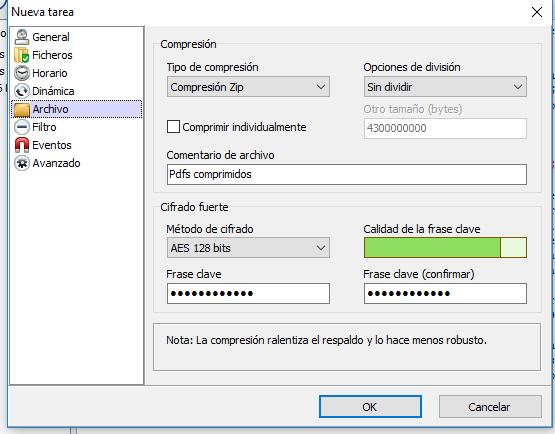 Nueva tarea
General
Ficheros
Horario
Dinámica
Archivo
Filtro
Eventos
Avanzado
Compresión
Tipo de compresión
Opciones de división
Compresión Zip
Sin dividir
Otro tamaño (bytes)
Comprimir individualmente
4300000000
Comentario de archivo
Pdfs comprimidos
Cifrado fuerte
Método de cifrado
Calidad de la frase clave
AES 128 bits
Frase clave
Frase clave (confirmar)
●●●●●●●●●●●●
●●●●●●●●●●●●
Nota: La compresión ralentiza el respaldo y lo hace menos robusto.
OK
Cancelar